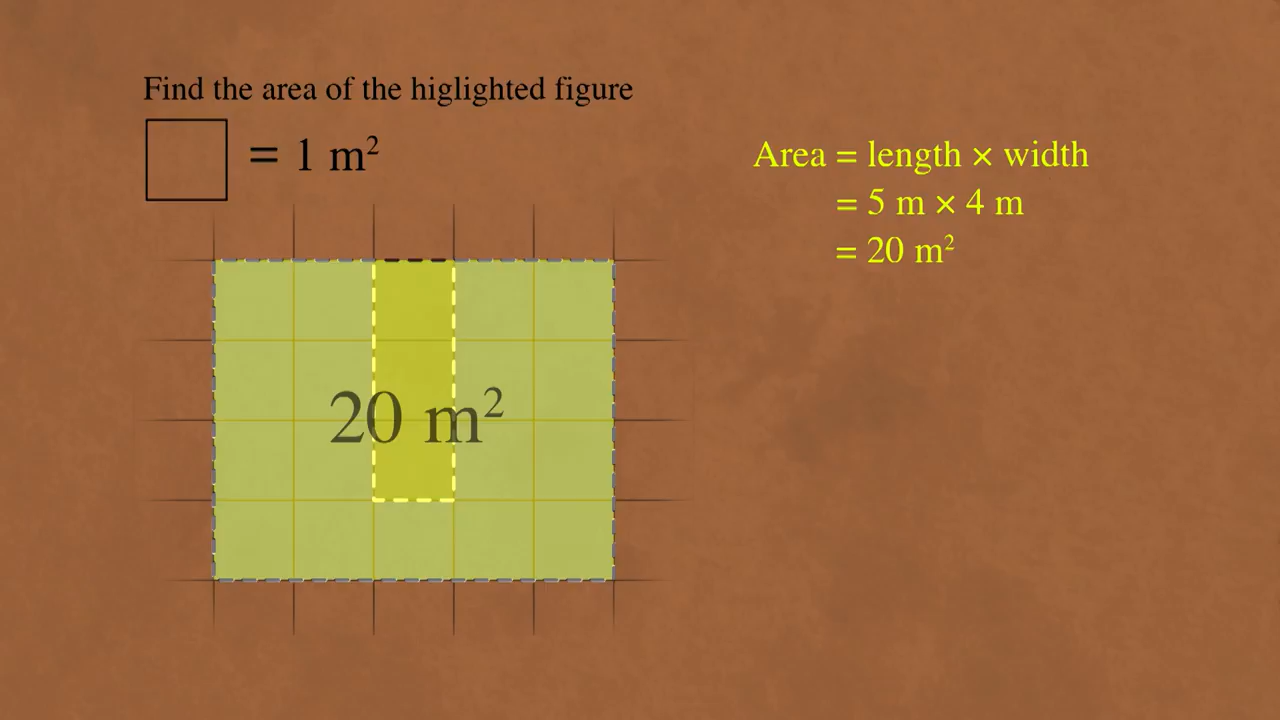 Find the area of the higlighted figure
= 1 m²
Area = length × width
= 5 m × 4 m
= 20 m²
20 m²